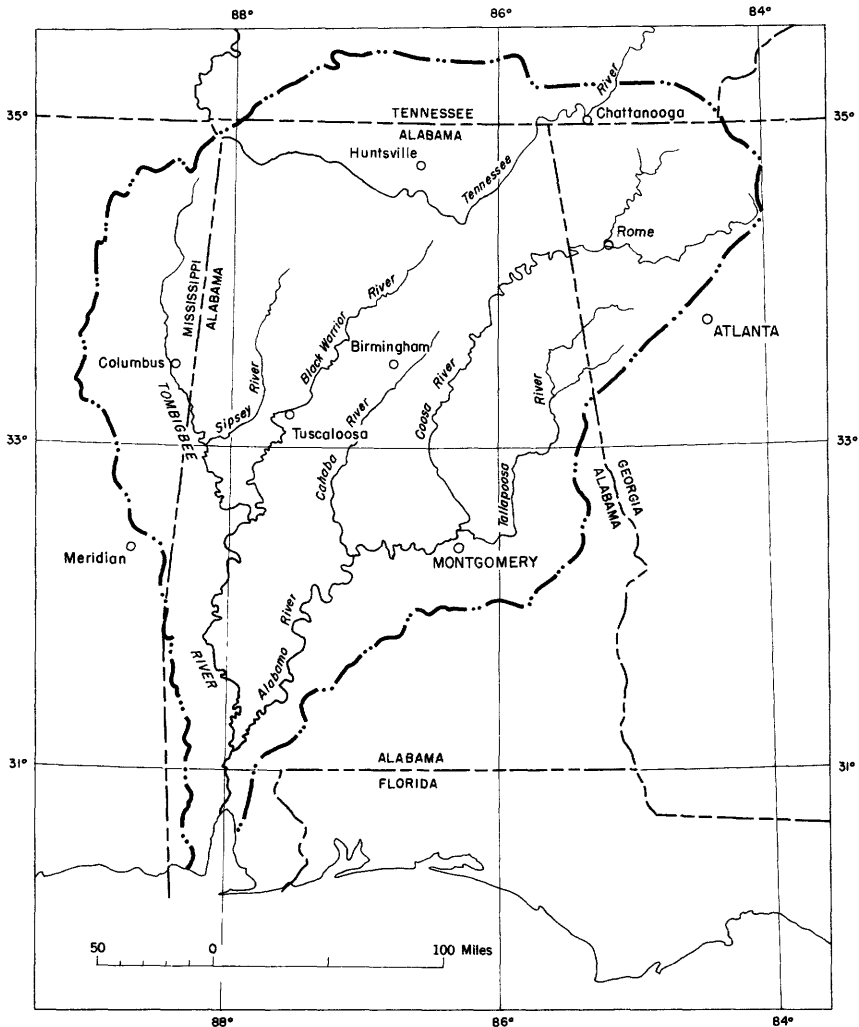 88°
86°
84°
35°
TENNESSEE
ALABAMA
River
Chattanooga
35°
Huntsville
Tennessee
Rome
MISSISSIPPI
ALABAMA
River
Black Warrior
Birmingham
ATLANTA
Columbus
TOMBIGBEE
Sipsey
River
Tuscaloosa
River
Cahaba
River
Coosa
River
Tallapoosa
33°
33°
GEORGIA
ALABAMA
Meridian
MONTGOMERY
River
Alabama
RIVER
31°
ALABAMA
FLORIDA
31°
50
0
100 Miles
88°
86°
84°